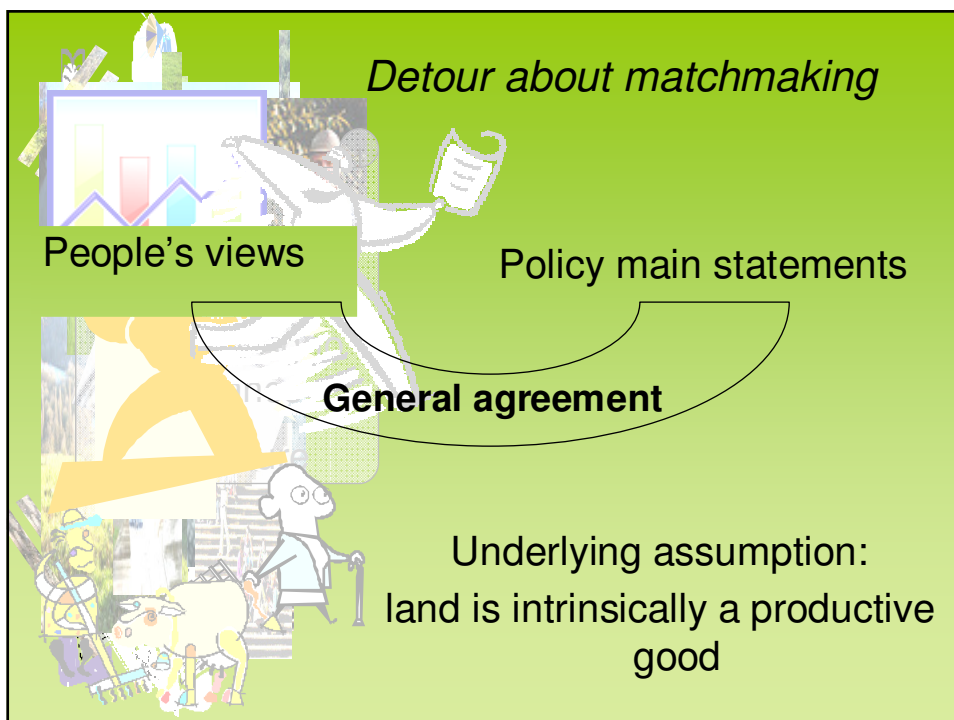 Detour about matchmaking
People's views
Policy main statements
General agreement
Underlying assumption:
land is intrinsically a productive
good